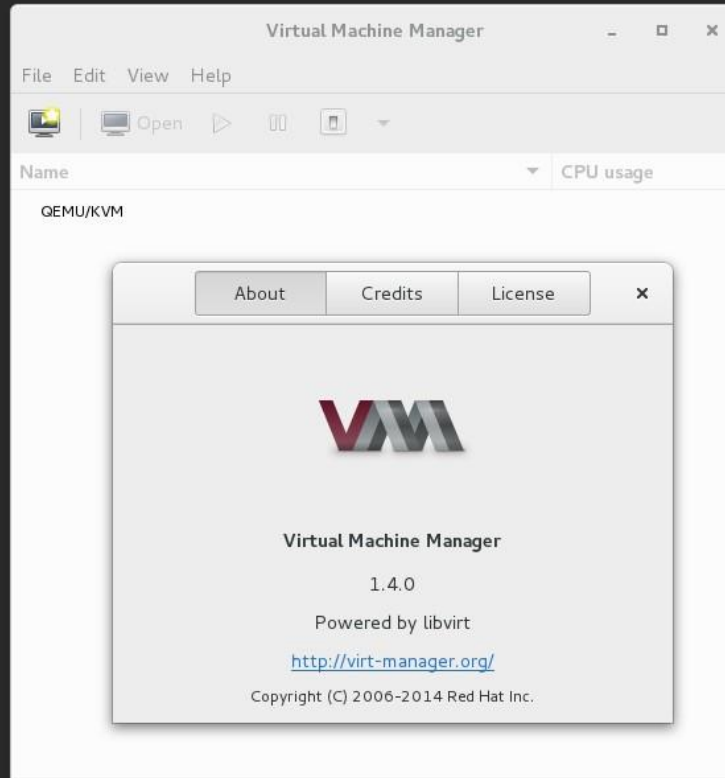 Virtual Machine Manager
File Edit View Help
Open
Name CPU usage
QEMU/KVM
About Credits License
VM
Virtual Machine Manager
1.4.0
Powered by libvirt
http://virt-manager.org/
Copyright (C) 2006-2014 Red Hat Inc.